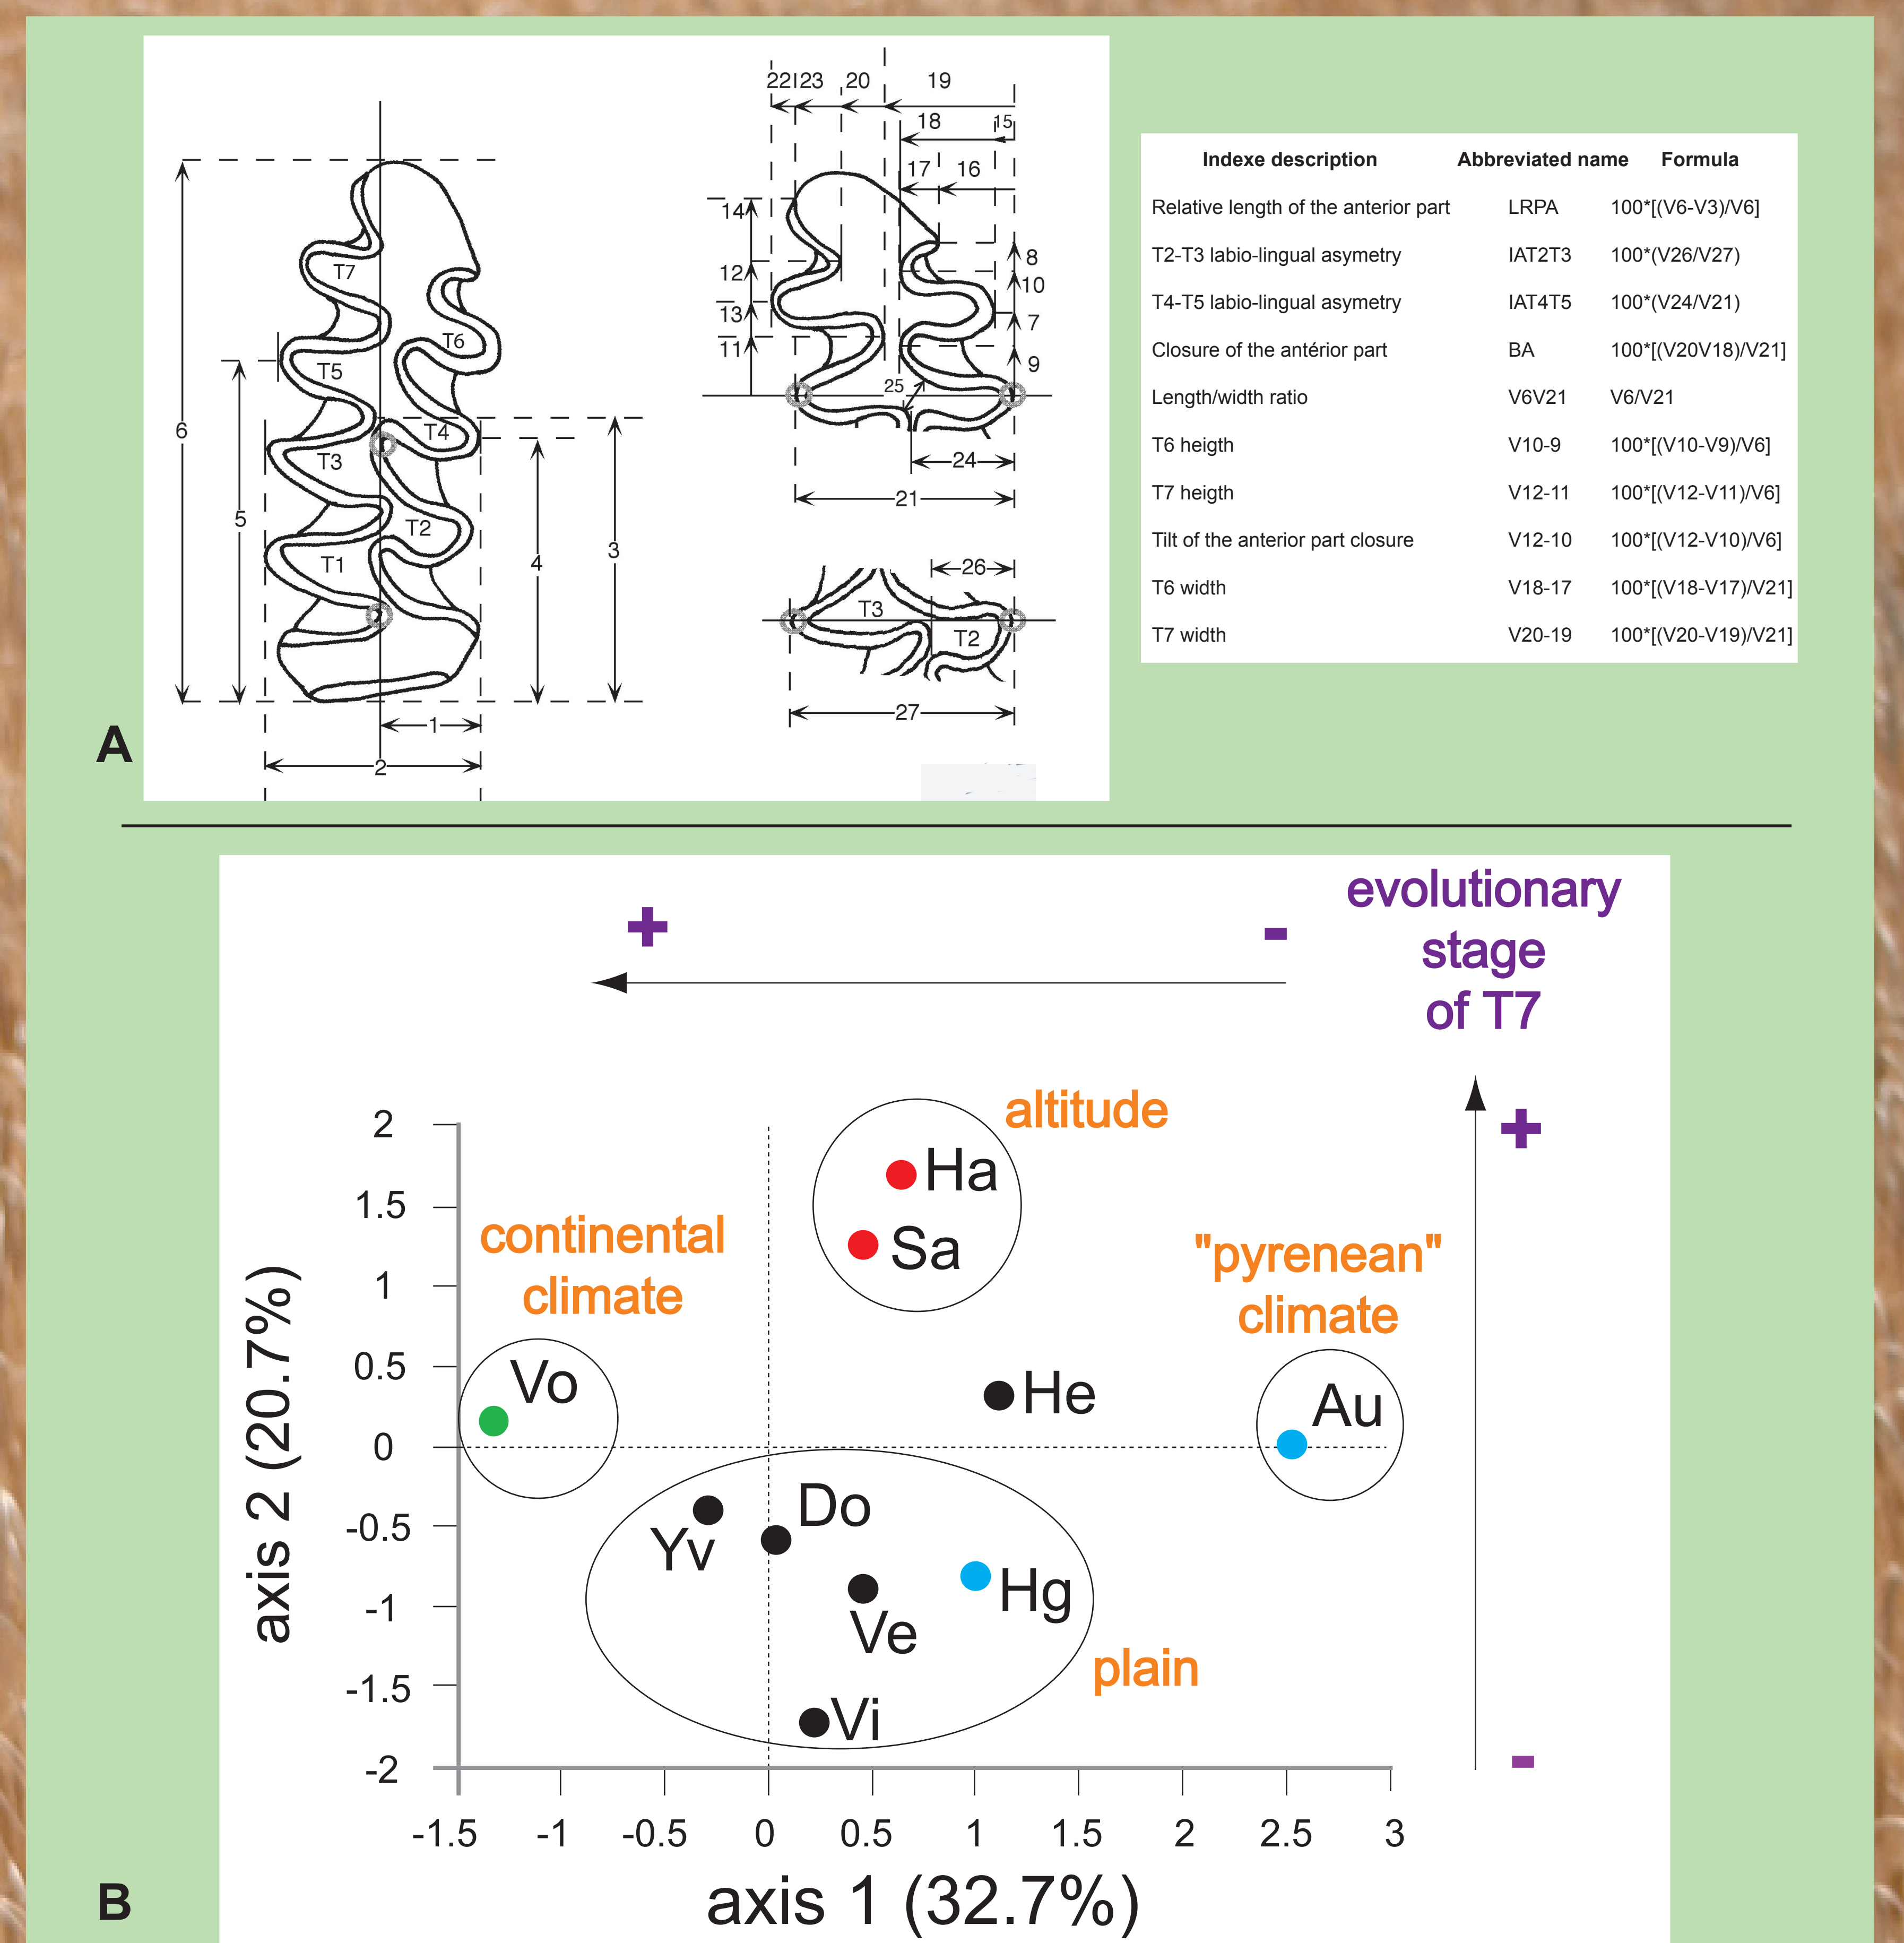 22 23 20 19
18 15
17 16
14
8
12
10
13
7
11
9
25
24
21
26
T3
T2
27
T7
T6
T5
T4
T3
T2
T1
6
5
4
3
1
2
A
Indexe description Abbreviated name Formula
Relative length of the anterior part LRPA 100*[(V6-V3)/V6]
T2-T3 labio-lingual asymetry IAT2T3 100*(V26/V27)
T4-T5 labio-lingual asymetry IAT4T5 100*(V24/V21)
Closure of the antérior part BA 100*[(V20V18)/V21]
Length/width ratio V6V21 V6/V21
T6 heigth V10-9 100*[(V10-V9)/V6]
T7 heigth V12-11 100*[(V12-V11)/V6]
Tilt of the anterior part closure V12-10 100*[(V12-V10)/V6]
T6 width V18-17 100*[(V18-V17)/V21]
T7 width V20-19 100*[(V20-V19)/V21]
+ -
evolutionary
stage
of T7
+
-
altitude
Ha
Sa
continental
climate
"pyrenean"
climate
Vo
He
Au
Do
Yv
Hg
Ve
plain
Vi
2
1.5
1
0.5
0
-0.5
-1
-1.5
-2
axis 2 (20.7%)
-1.5 -1 -0.5 0 0.5 1 1.5 2 2.5 3
axis 1 (32.7%)
B